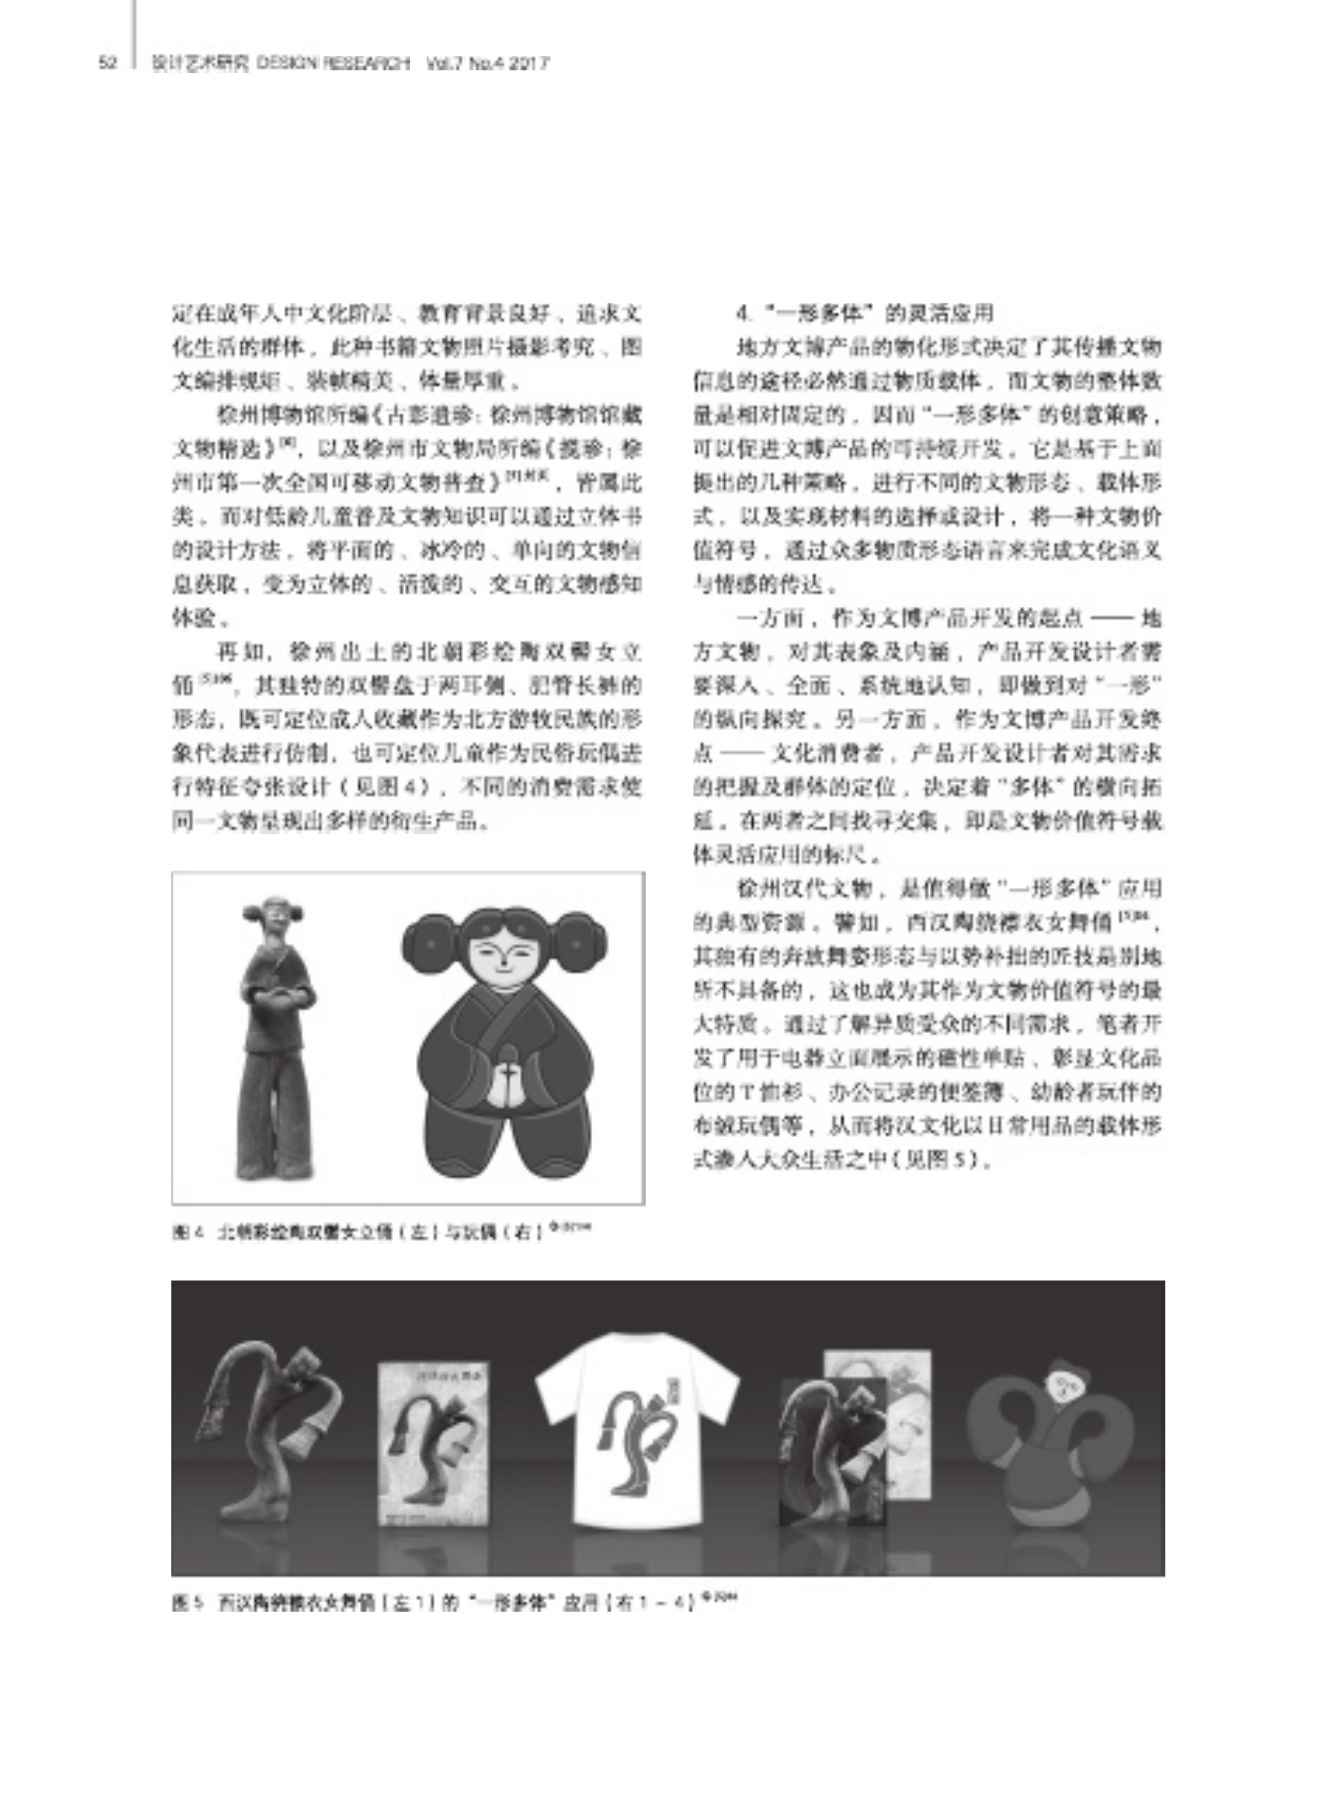 52 设计艺术研究 DESIGN RESEARCH Vol.7 No.4 2017
定在成年人中文化阶层、教育背景良好、追求文
化生活的群体。此种书籍文物照片摄影考究、图
文编排规矩、装帧精美、体量厚重。
徐州博物馆所编《古彭遗珍：徐州博物馆馆藏
文物精选》，以及徐州市文物局所编《揽珍：徐
州市第一次全国可移动文物普查》，皆属此
类。而对低龄儿童普及文物知识可以通过立体书
的设计方法，将平面的、冰冷的、单向的文物信
息获取，变为立体的、活泼的、交互的文物感知
体验。
再如，徐州出土的北朝彩绘陶双髻女立
俑，其独特的双髻盘于两耳侧、肥管长裤的
形态，既可定位成人收藏作为北方游牧民族的形
象代表进行仿制，也可定位儿童作为民俗玩偶进
行特征夸张设计（见图4），不同的消费需求使
同一文物呈现出多样的衍生产品。
图4 北朝彩绘陶双髻女立俑（左）与玩偶（右）
4. “一形多体”的灵活应用
地方文博产品的物化形式决定了其传播文物
信息的途径必然通过物质载体，而文物的整体数
量是相对固定的，因而“一形多体”的创意策略，
可以促进文博产品的可持续开发。它是基于上面
提出的几种策略，进行不同的文物形态、载体形
式，以及实现材料的选择或设计，将一种文物价
值符号，通过众多物质形态语言来完成文化语义
与情感的传达。
一方面，作为文博产品开发的起点——地
方文物，对其表象及内涵，产品开发设计者需
要深入、全面、系统地认知，即做到对“一形”
的纵向探究。另一方面，作为文博产品开发终
点——文化消费者，产品开发设计者对其需求
的把握及群体的定位，决定着“多体”的横向拓
延。在两者之间找寻交集，即是文物价值符号载
体灵活应用的标尺。
徐州汉代文物，是值得做“一形多体”应用
的典型资源。譬如，西汉陶绕襟衣女舞俑，
其独有的奔放舞姿形态与以势补拙的匠技是别地
所不具备的，这也成为其作为文物价值符号的最
大特质。通过了解异质受众的不同需求，笔者开
发了用于电器立面展示的磁性单贴、彰显文化品
位的T恤衫、办公记录的便签簿、幼龄者玩伴的
布绒玩偶等，从而将汉文化以日常用品的载体形
式渗入大众生活之中（见图5）。
图5 西汉陶绕襟衣女舞俑（左1）的“一形多体”应用（右1－4）